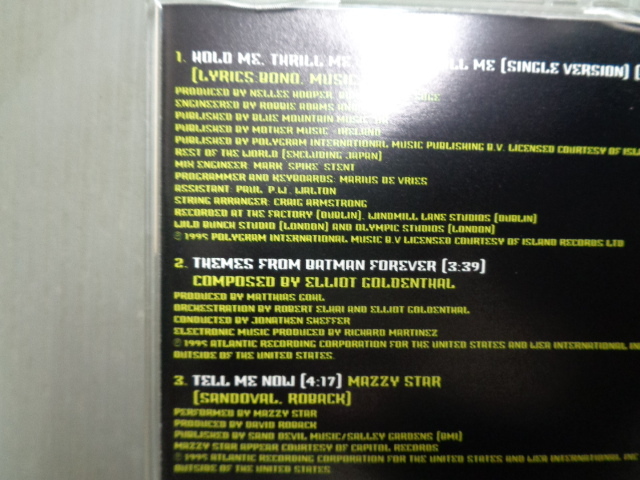 1. HOLD ME, THRILL ME, ME (SINGLE VERSION) (
(LYRICS: BONO, MUSIC
PRODUCED BY NELLEE HOOPER,
ENGINEERED BY ROBBIE ADAMS
PUBLISHED BY BLUE MOUNTAIN MUSIC
PUBLISHED BY MOTHER MUSIC - IRELAND
PUBLISHED BY POLYGRAM INTERNATIONAL MUSIC PUBLISHING B.V. LICENSED COURTESY OF
REST OF THE WORLD (EXCLUDING JAPAN)
MIX ENGINEER: MARK "SPIKE" STENT
PROGRAMMER AND KEYBOARDS: MARIUS DE VRIES
ASSISTANT: PAUL "P.W." WALTON
STRING ARRANGER: CRAIG ARMSTRONG
RECORDED AT THE FACTORY (DUBLIN), WINDMILL LANE STUDIOS (DUBLIN)
WILD BUNCH STUDIO (LONDON) AND OLYMPIC STUDIOS (LONDON)
℗ 1995 POLYGRAM INTERNATIONAL MUSIC B.V LICENSED COURTESY OF ISLAND RECORDS LTD
2. THEMES FROM BATMAN FOREVER (3:39)
COMPOSED BY ELLIOT GOLDENTHAL
PRODUCED BY MATTHIAS GOHL
ORCHESTRATION BY ROBERT ELHAI AND ELLIOT GOLDENTHAL
CONDUCTED BY JONATHEN SHEFFER
ELECTRONIC MUSIC PRODUCED BY RICHARD MARTINEZ
℗ 1995 ATLANTIC RECORDING CORPORATION FOR THE UNITED STATES AND WEA INTERNATIONAL INC
OUTSIDE OF THE UNITED STATES.
3. TELL ME NOW (4:17) MAZZY STAR
(SANDOVAL, ROBACK)
PERFORMED BY MAZZY STAR
PRODUCED BY DAVID ROBACK
PUBLISHED BY SAND DEVIL MUSIC/SALLEY GARDENS (BMI)
MAZZY STAR APPEAR COURTESY OF CAPITOL RECORDS
℗ 1995 ATLANTIC RECORDING CORPORATION FOR THE UNITED STATES AND WEA INTERNATIONAL INC
OUTSIDE OF THE UNITED STATES